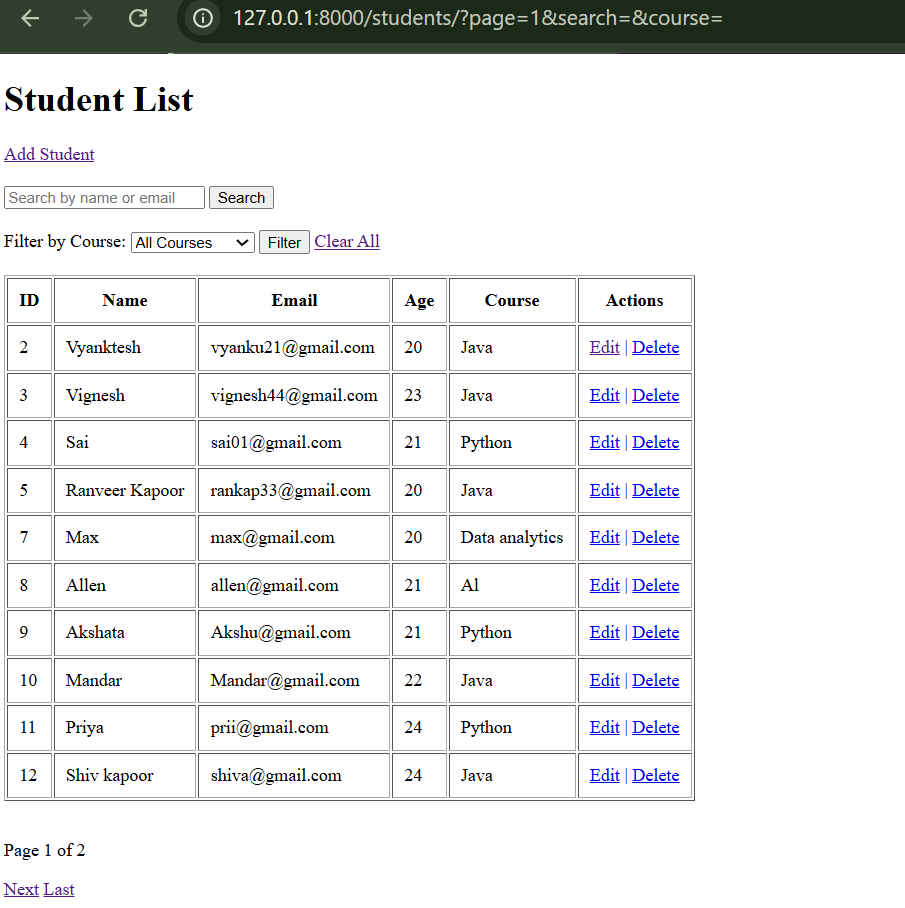 127.0.0.1:8000/students/?page=1&search=&course=
Student List
Add Student
Search by name or email Search
Filter by Course: All Courses Filter Clear All
ID Name Email Age Course Actions
2 Vyanktesh vyanku21@gmail.com 20 Java Edit | Delete
3 Vignesh vignesh44@gmail.com 23 Java Edit | Delete
4 Sai sai01@gmail.com 21 Python Edit | Delete
5 Ranveer Kapoor rankap33@gmail.com 20 Java Edit | Delete
7 Max max@gmail.com 20 Data analytics Edit | Delete
8 Allen allen@gmail.com 21 Al Edit | Delete
9 Akshata Akshu@gmail.com 21 Python Edit | Delete
10 Mandar Mandar@gmail.com 22 Java Edit | Delete
11 Priya prii@gmail.com 24 Python Edit | Delete
12 Shiv kapoor shiva@gmail.com 24 Java Edit | Delete
Page 1 of 2
Next Last